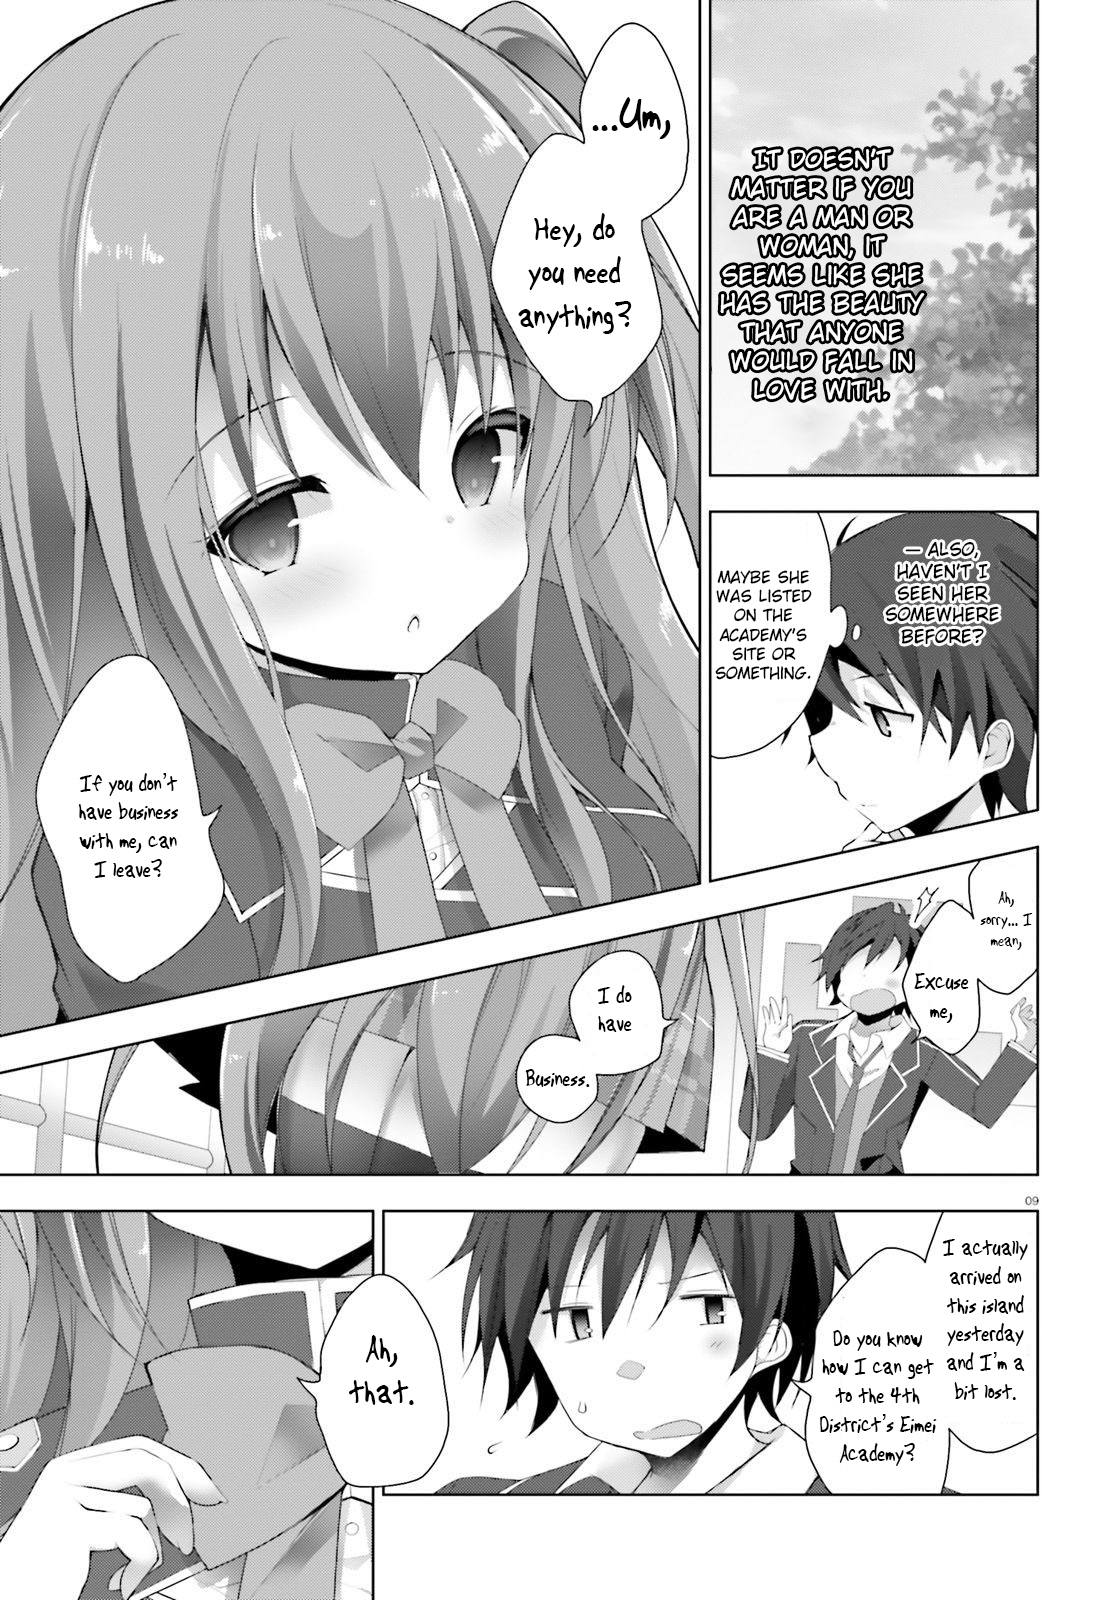 IT DOESN'T
MATTER IF YOU
ARE A MAN OR
WOMAN, IT
SEEMS LIKE SHE
HAS THE BEAUTY
THAT ANYONE
WOULD FALL IN
LOVE WITH.
...Um,
Hey, do
you need
anything?
— ALSO,
HAVEN'T I
SEEN HER
SOMEWHERE
BEFORE?
MAYBE SHE
WAS LISTED
ON THE
ACADEMY'S
SITE OR
SOMETHING.
If you don't
have business
with me, can
I leave?
Ah,
sorry... I
mean,
Excuse
me,
I do
have
Business.
09
I actually
arrived on
this island
yesterday
and I'm a
bit lost.
Do you know
how I can get
to the 4th
District's Eimei
Academy?
Ah,
that.